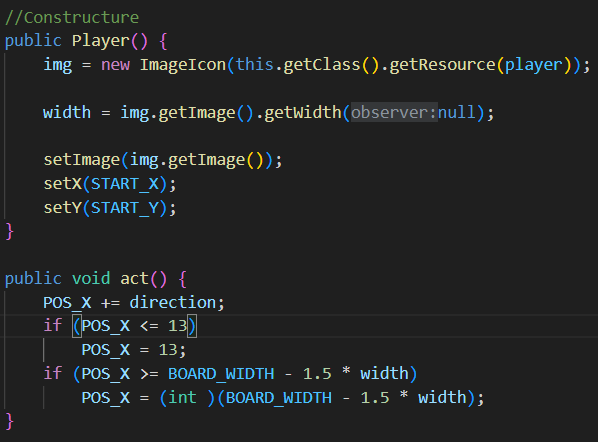 //Constructure
public Player() {
img = new ImageIcon(this.getClass().getResource(player));
width = img.getImage().getWidth(observer:null);
setImage(img.getImage());
setX(START_X);
setY(START_Y);
}
public void act() {
POS_X += direction;
if (POS_X <= 13)
POS_X = 13;
if (POS_X >= BOARD_WIDTH - 1.5 * width)
POS_X = (int )(BOARD_WIDTH - 1.5 * width);
}